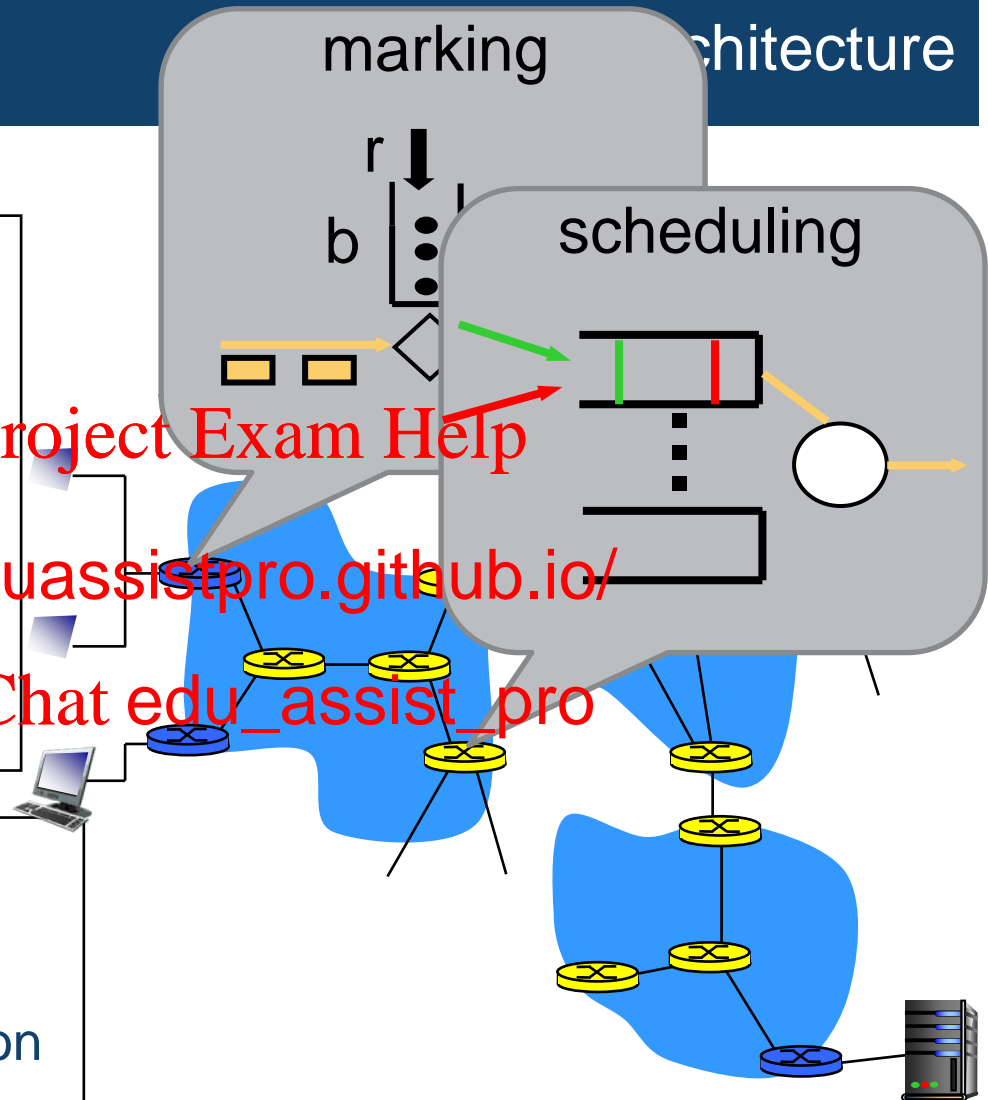 marking
chitecture
r
b
scheduling
roject Exam Help
uassistpro.github.io/
Chat edu_assist_pro
on